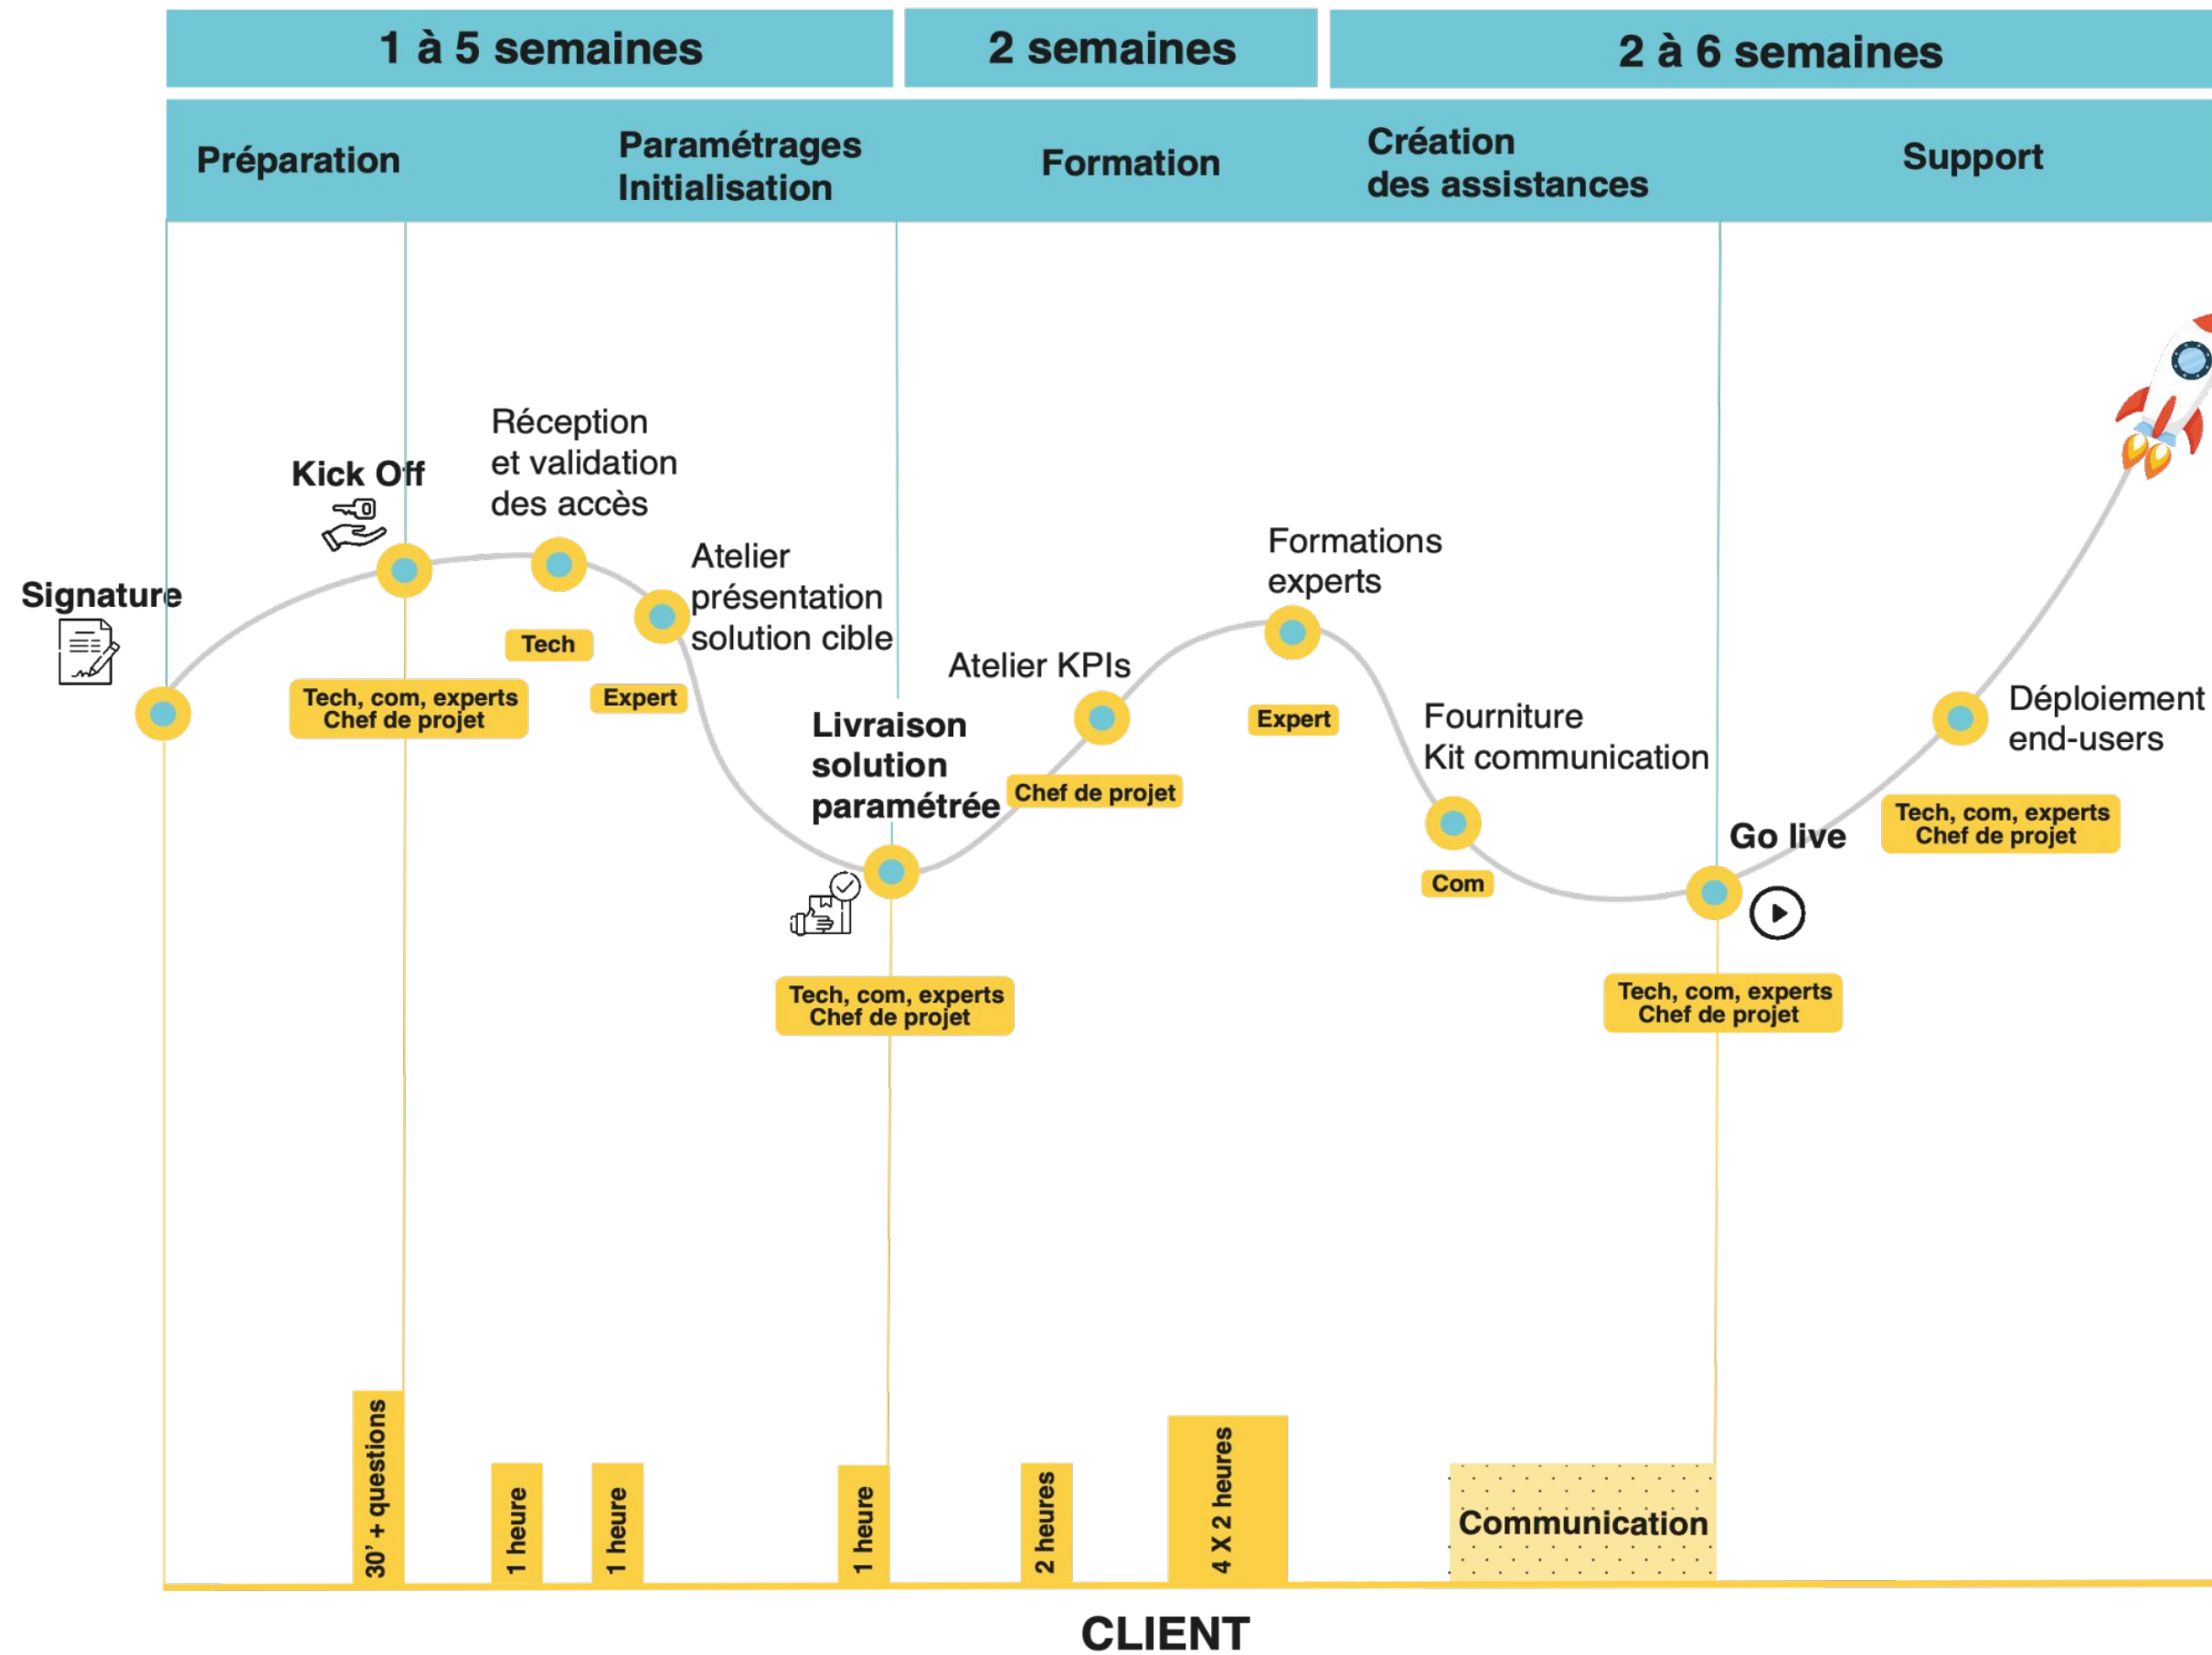 1 à 5 semaines
2 semaines
2 à 6 semaines
Préparation
Paramétrages
Initialisation
Formation
Création
des assistances
Support
Signature
Kick Off
Tech, com, experts
Chef de projet
Réception
et validation
des accès
Tech
Atelier
présentation
solution cible
Expert
Livraison
solution
paramétrée
Tech, com, experts
Chef de projet
Atelier KPIs
Chef de projet
Formations
experts
Expert
Fourniture
Kit communication
Com
Go live
Tech, com, experts
Chef de projet
Déploiement
end-users
Tech, com, experts
Chef de projet
30’ + questions
1 heure
1 heure
1 heure
2 heures
4 X 2 heures
Communication
CLIENT